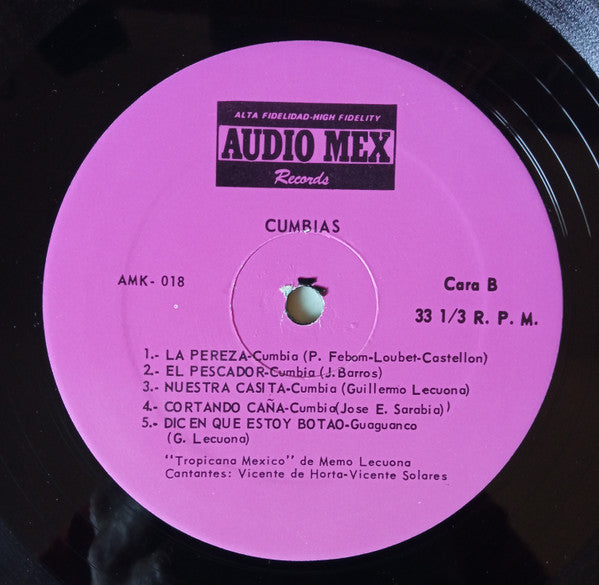 ALTA FIDELIDAD-HIGH FIDELITY
AUDIO MEX
Records
CUMBIAS
AMK- 018
Cara B
33 1/3 R. P. M.
1.- LA PEREZA-Cumbia (P. Febom-Loubet-Castellon)
2.- EL PESCADOR-Cumbia (J. Barros)
3.- NUESTRA CASITA-Cumbia (Guillermo Lecuona)
4.- CORTANDO CAÑA-Cumbia(Jose E. Sarabia))
5.- DICEN QUE ESTOY BOTAO-Guaguanco
(G. Lecuona)
"Tropicana Mexico" de Memo Lecuona
Cantantes: Vicente de Horta-Vicente Solares